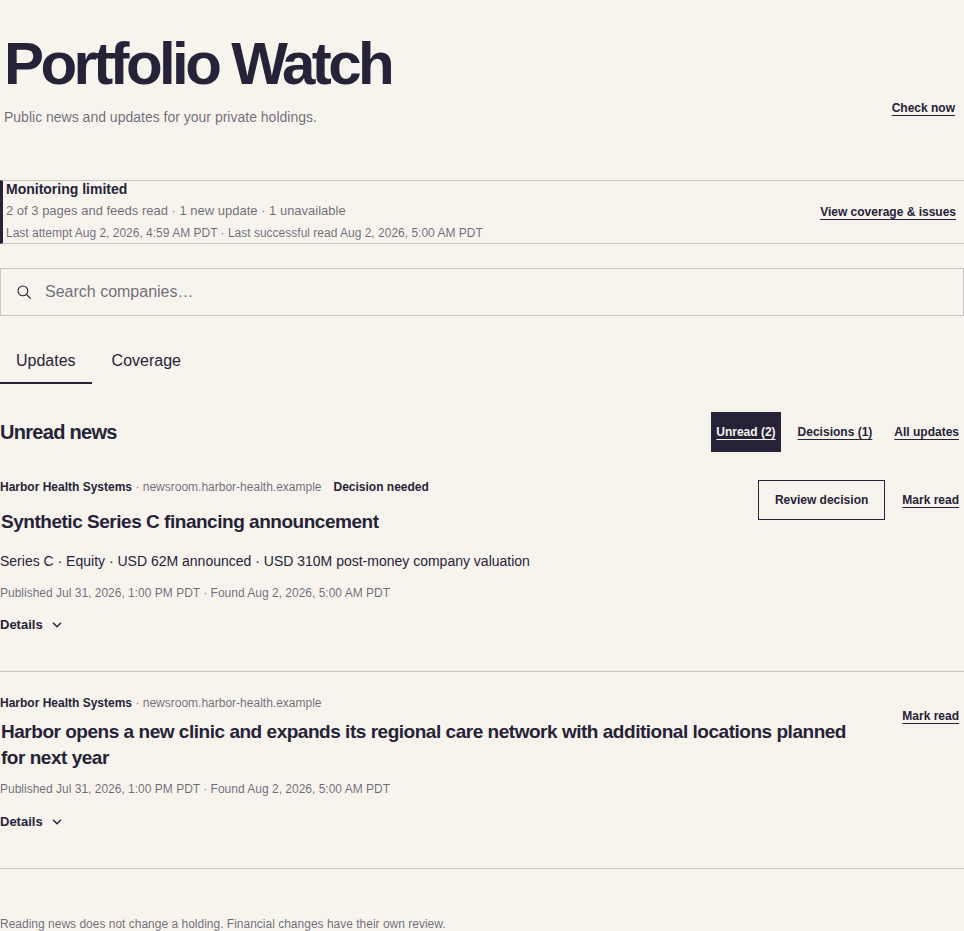 Portfolio Watch
Public news and updates for your private holdings.
Check now
Monitoring limited
2 of 3 pages and feeds read · 1 new update · 1 unavailable
Last attempt Aug 2, 2026, 4:59 AM PDT · Last successful read Aug 2, 2026, 5:00 AM PDT
View coverage & issues
Search companies…
Updates Coverage
Unread news
Unread (2) Decisions (1) All updates
Harbor Health Systems · newsroom.harbor-health.example Decision needed
Review decision Mark read
Synthetic Series C financing announcement
Series C · Equity · USD 62M announced · USD 310M post-money company valuation
Published Jul 31, 2026, 1:00 PM PDT · Found Aug 2, 2026, 5:00 AM PDT
Details
Harbor Health Systems · newsroom.harbor-health.example
Mark read
Harbor opens a new clinic and expands its regional care network with additional locations planned
for next year
Published Jul 31, 2026, 1:00 PM PDT · Found Aug 2, 2026, 5:00 AM PDT
Details
Reading news does not change a holding. Financial changes have their own review.